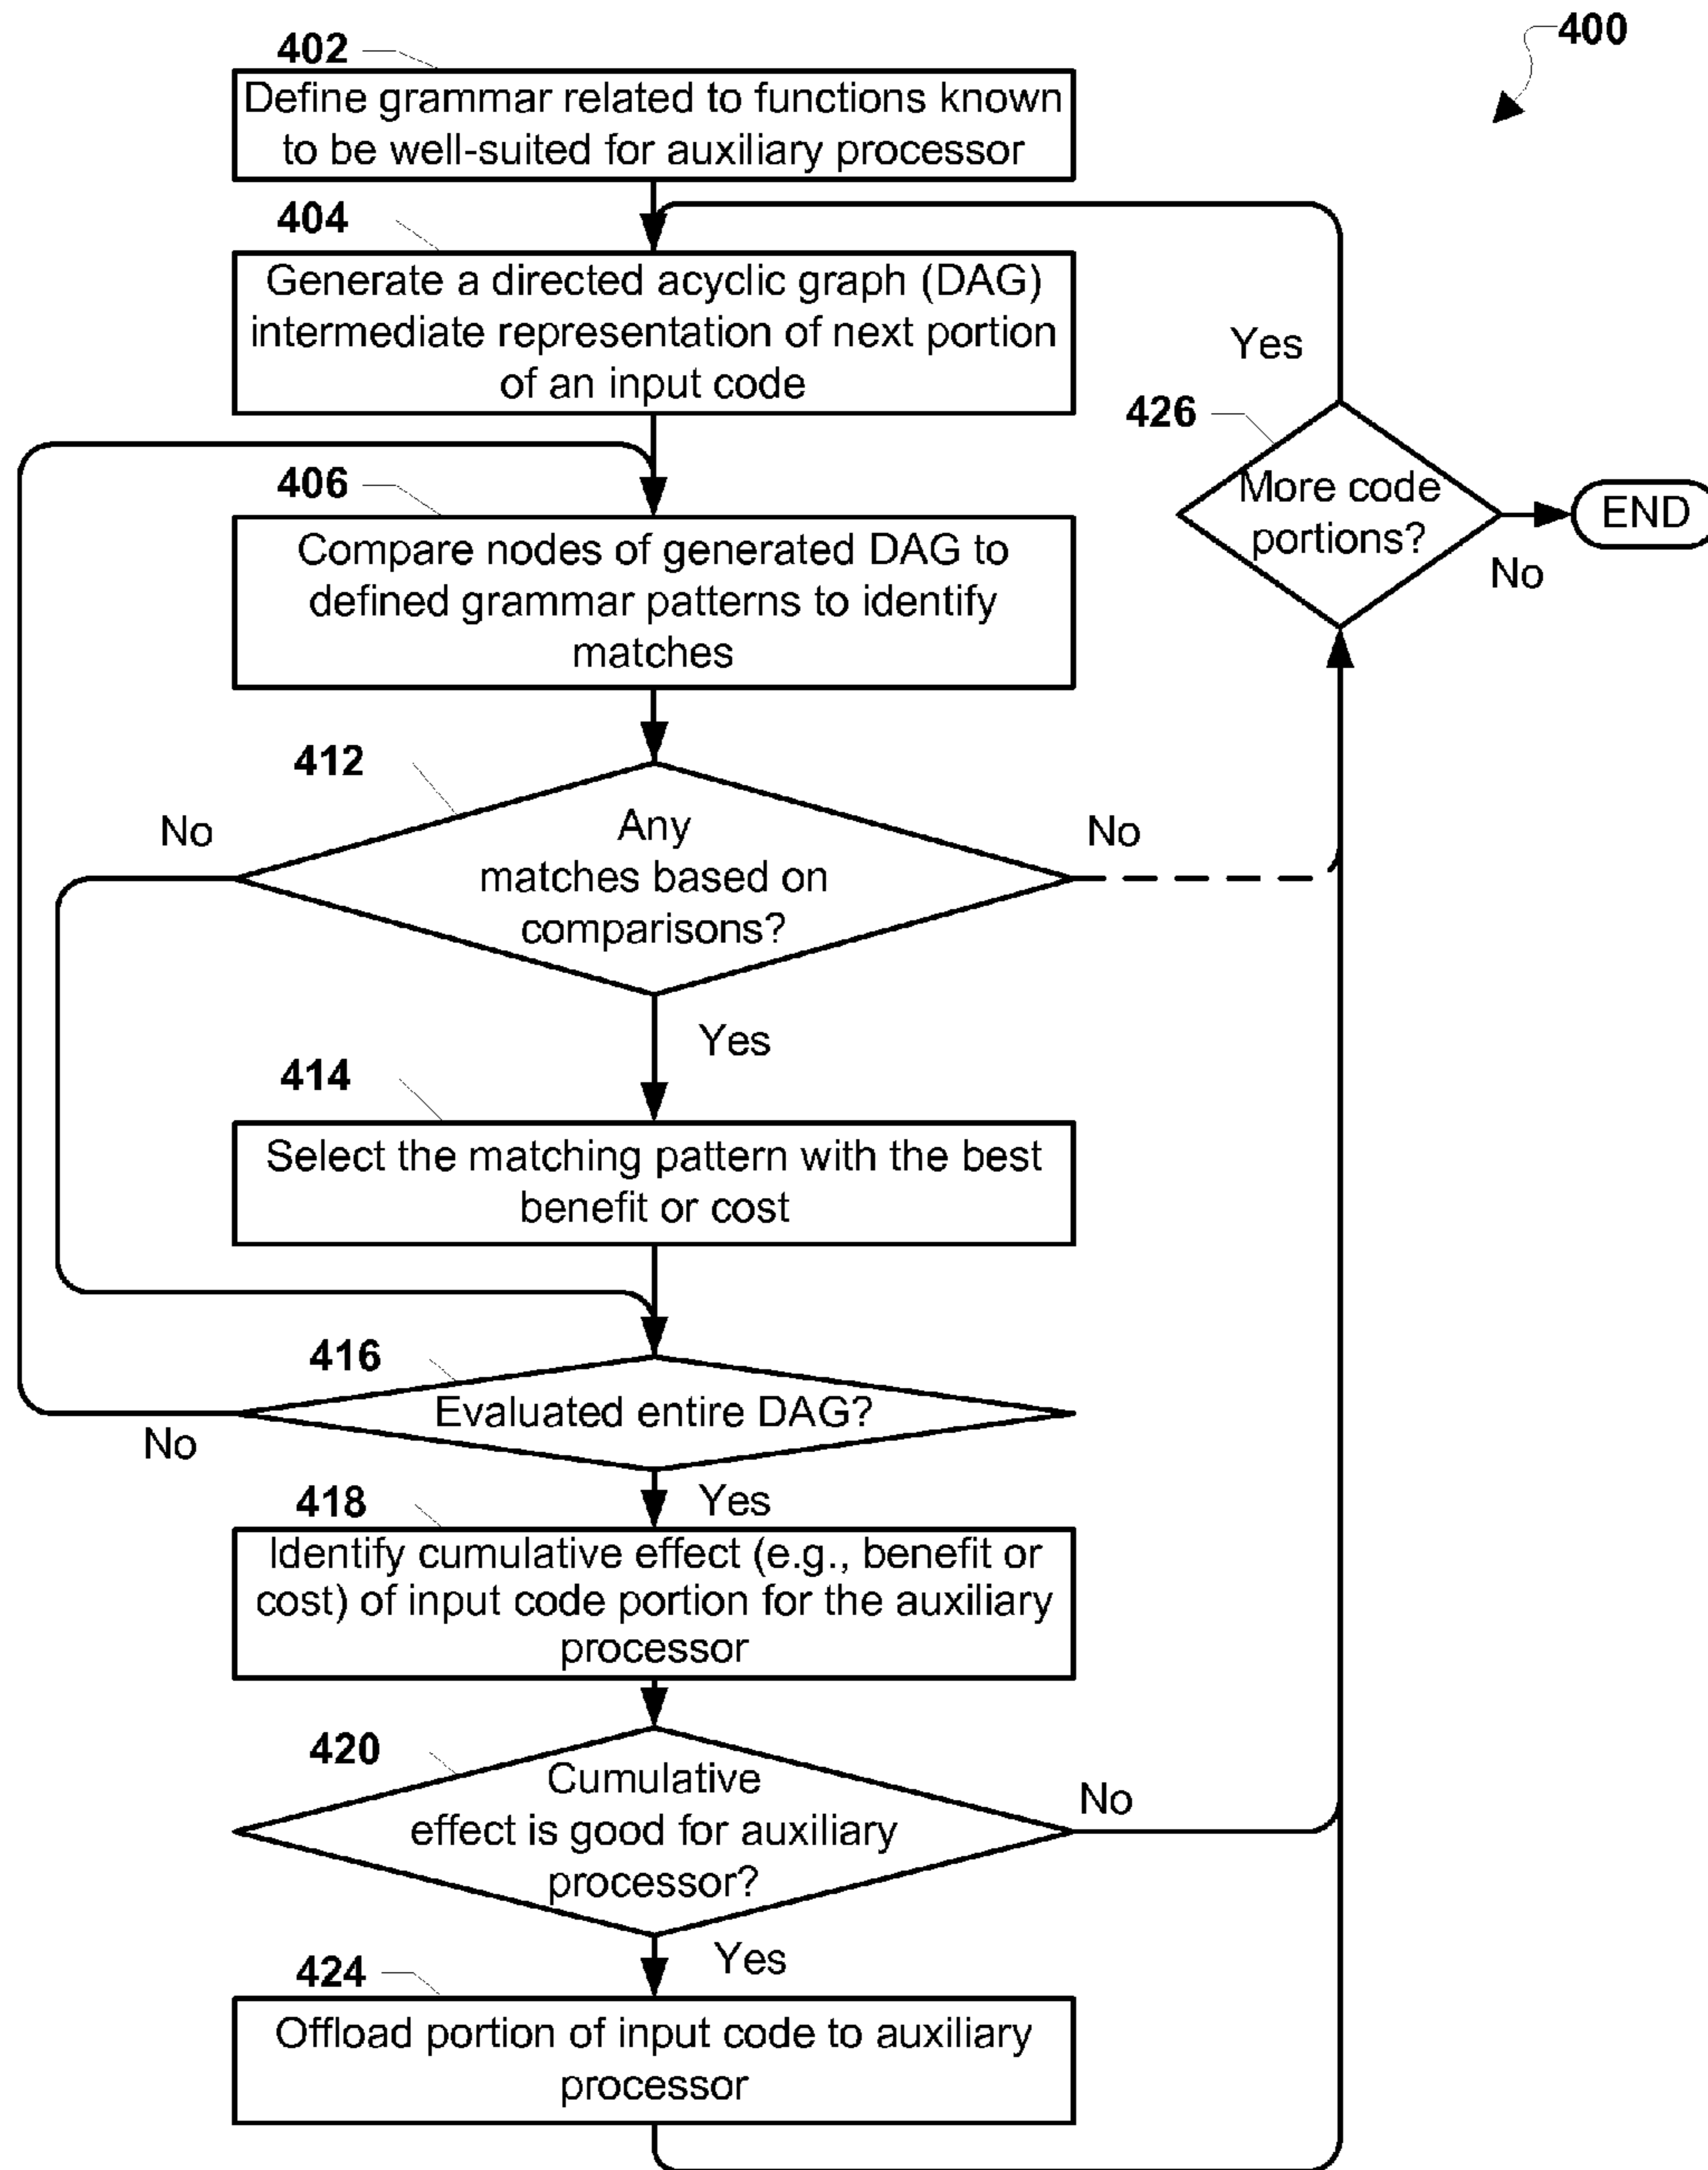 400
402
Define grammar related to functions known
to be well-suited for auxiliary processor
404
Generate a directed acyclic graph (DAG)
intermediate representation of next portion
of an input code
Yes
426
More code
portions?
END
No
406
Compare nodes of generated DAG to
defined grammar patterns to identify
matches
412
No
Any
matches based on
comparisons?
No
Yes
414
Select the matching pattern with the best
benefit or cost
416
Evaluated entire DAG?
No
Yes
418
Identify cumulative effect (e.g., benefit or
cost) of input code portion for the auxiliary
processor
420
Cumulative
effect is good for auxiliary
processor?
No
Yes
424
Offload portion of input code to auxiliary
processor